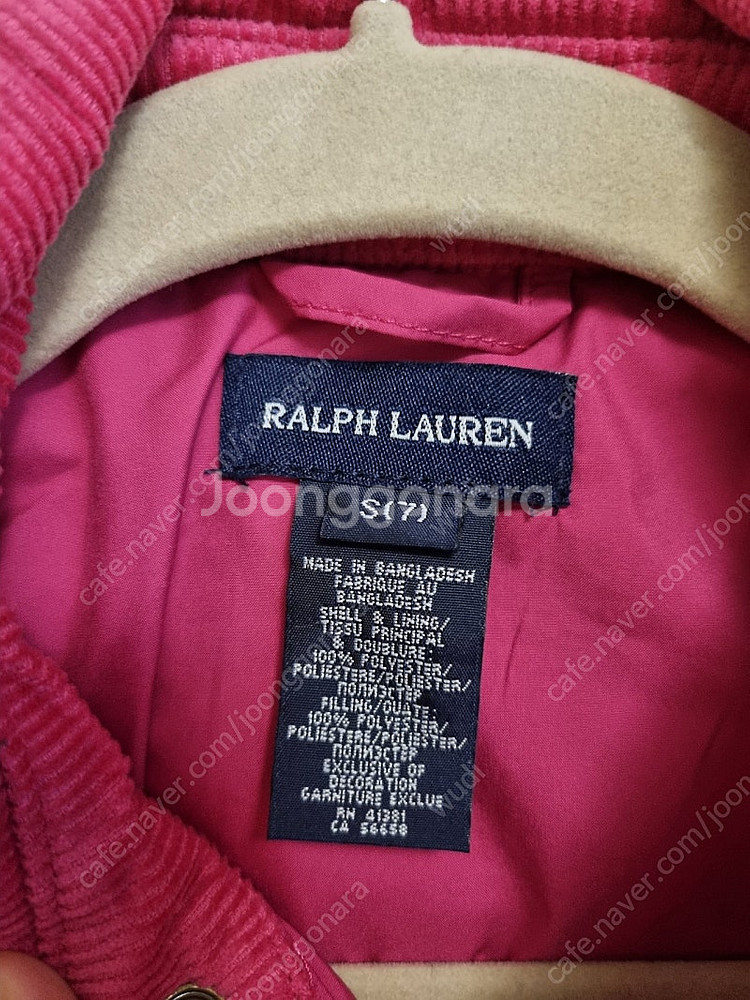 RALPH LAUREN
Joonggonara
S(7)
MADE IN BANGLADESH
FABRIQUE AU
BANGLADESH
SHELL & LINING/
TISSU PRINCIPAL
& DOUBLURE:
100% POLYESTER/
POLIESTERE/POLIESTER/
ПОЛИЭСТЕР
FILLING/OUATE
100% POLYESTER/
POLIESTERE/POLIESTER/
ПОЛИЭСТЕР
EXCLUSIVE OF
DECORATION
GARNITURE EXCLUE
RN 41381
CA 56658
cafe.naver.com/joonggonara
wudi